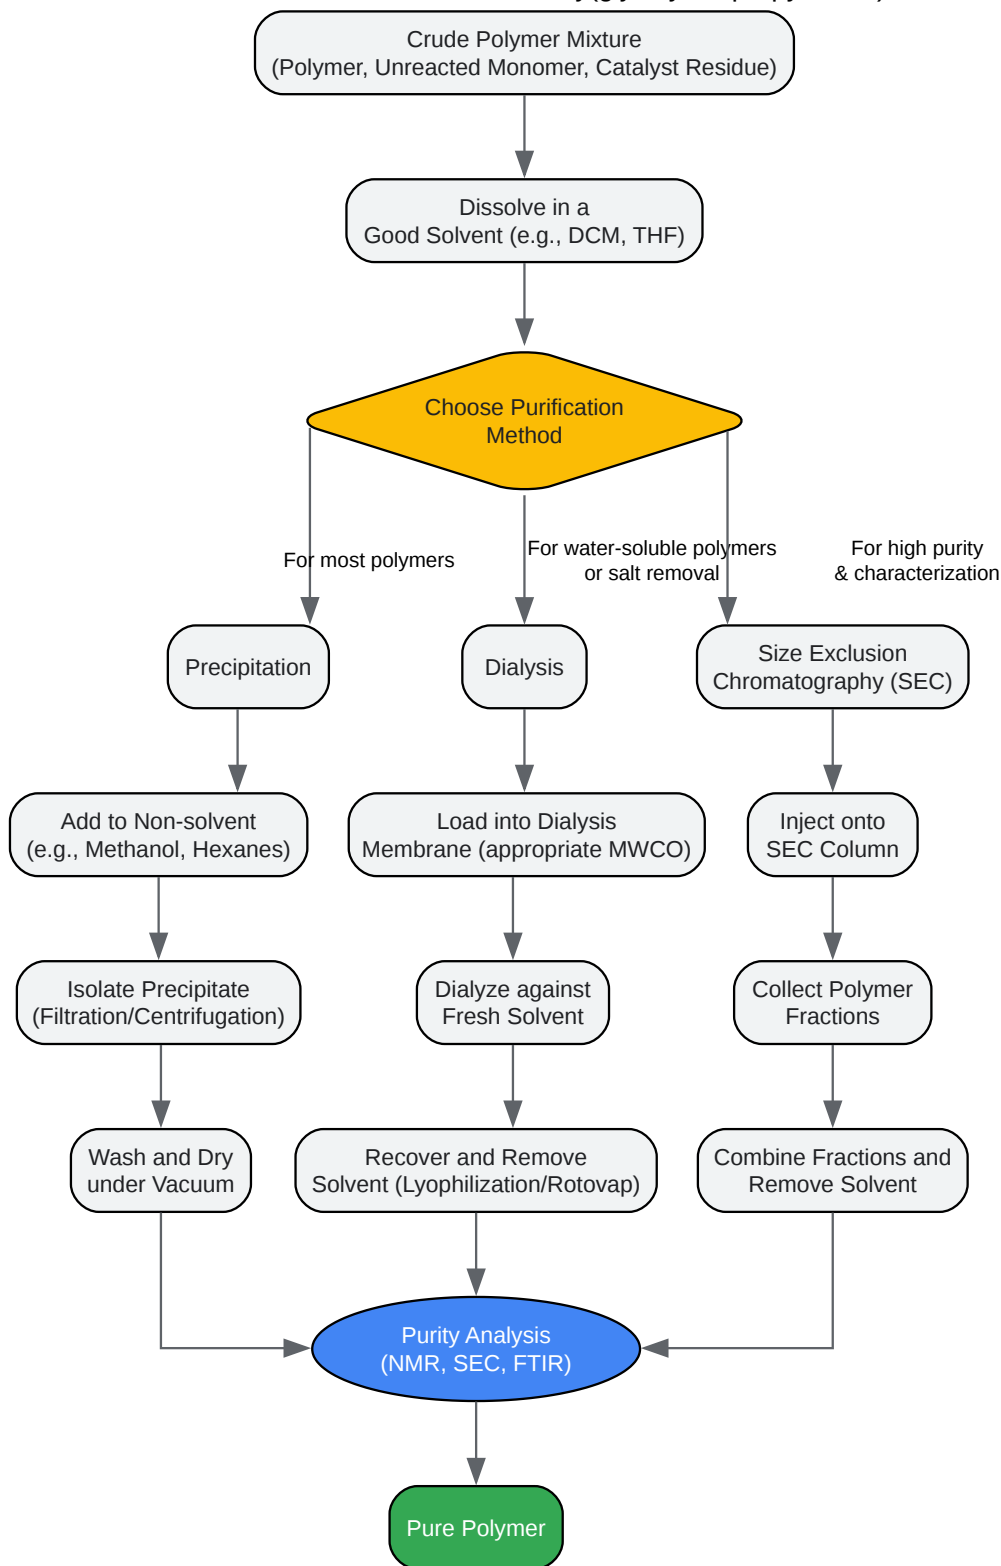 Crude Polymer Mixture
(Polymer, Unreacted Monomer, Catalyst Residue)
Dissolve in a
Good Solvent (e.g., DCM, THF)
Choose Purification
Method
For most polymers
For water-soluble polymers
or salt removal
For high purity
& characterization
Precipitation
Dialysis
Size Exclusion
Chromatography (SEC)
Add to Non-solvent
(e.g., Methanol, Hexanes)
Load into Dialysis
Membrane (appropriate MWCO)
Inject onto
SEC Column
Isolate Precipitate
(Filtration/Centrifugation)
Dialyze against
Fresh Solvent
Collect Polymer
Fractions
Wash and Dry
under Vacuum
Recover and Remove
Solvent (Lyophilization/Rotovap)
Combine Fractions and
Remove Solvent
Purity Analysis
(NMR, SEC, FTIR)
Pure Polymer